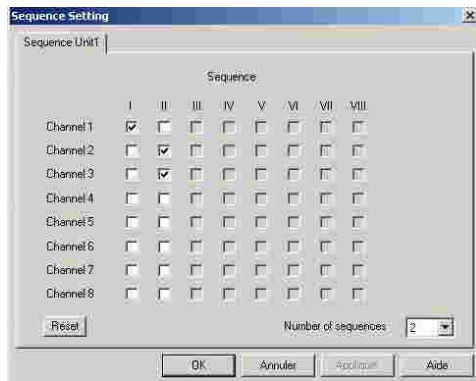 Sequence Setting
Sequence Unit1
Sequence
I II III IV V VI VII VIII
Channel 1
Channel 2
Channel 3
Channel 4
Channel 5
Channel 6
Channel 7
Channel 8
Reset Number of sequences 2
OK Annuler Appliquer Aide